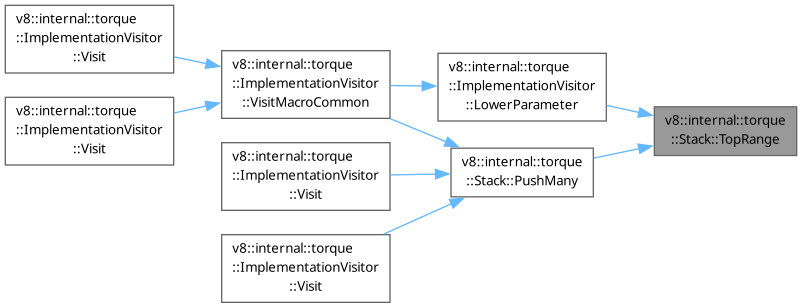 v8::internal::torque
::ImplementationVisitor
::Visit
v8::internal::torque
::ImplementationVisitor
::Visit
v8::internal::torque
::ImplementationVisitor
::VisitMacroCommon
v8::internal::torque
::ImplementationVisitor
::Visit
v8::internal::torque
::ImplementationVisitor
::Visit
v8::internal::torque
::ImplementationVisitor
::LowerParameter
v8::internal::torque
::Stack::PushMany
v8::internal::torque
::Stack::TopRange